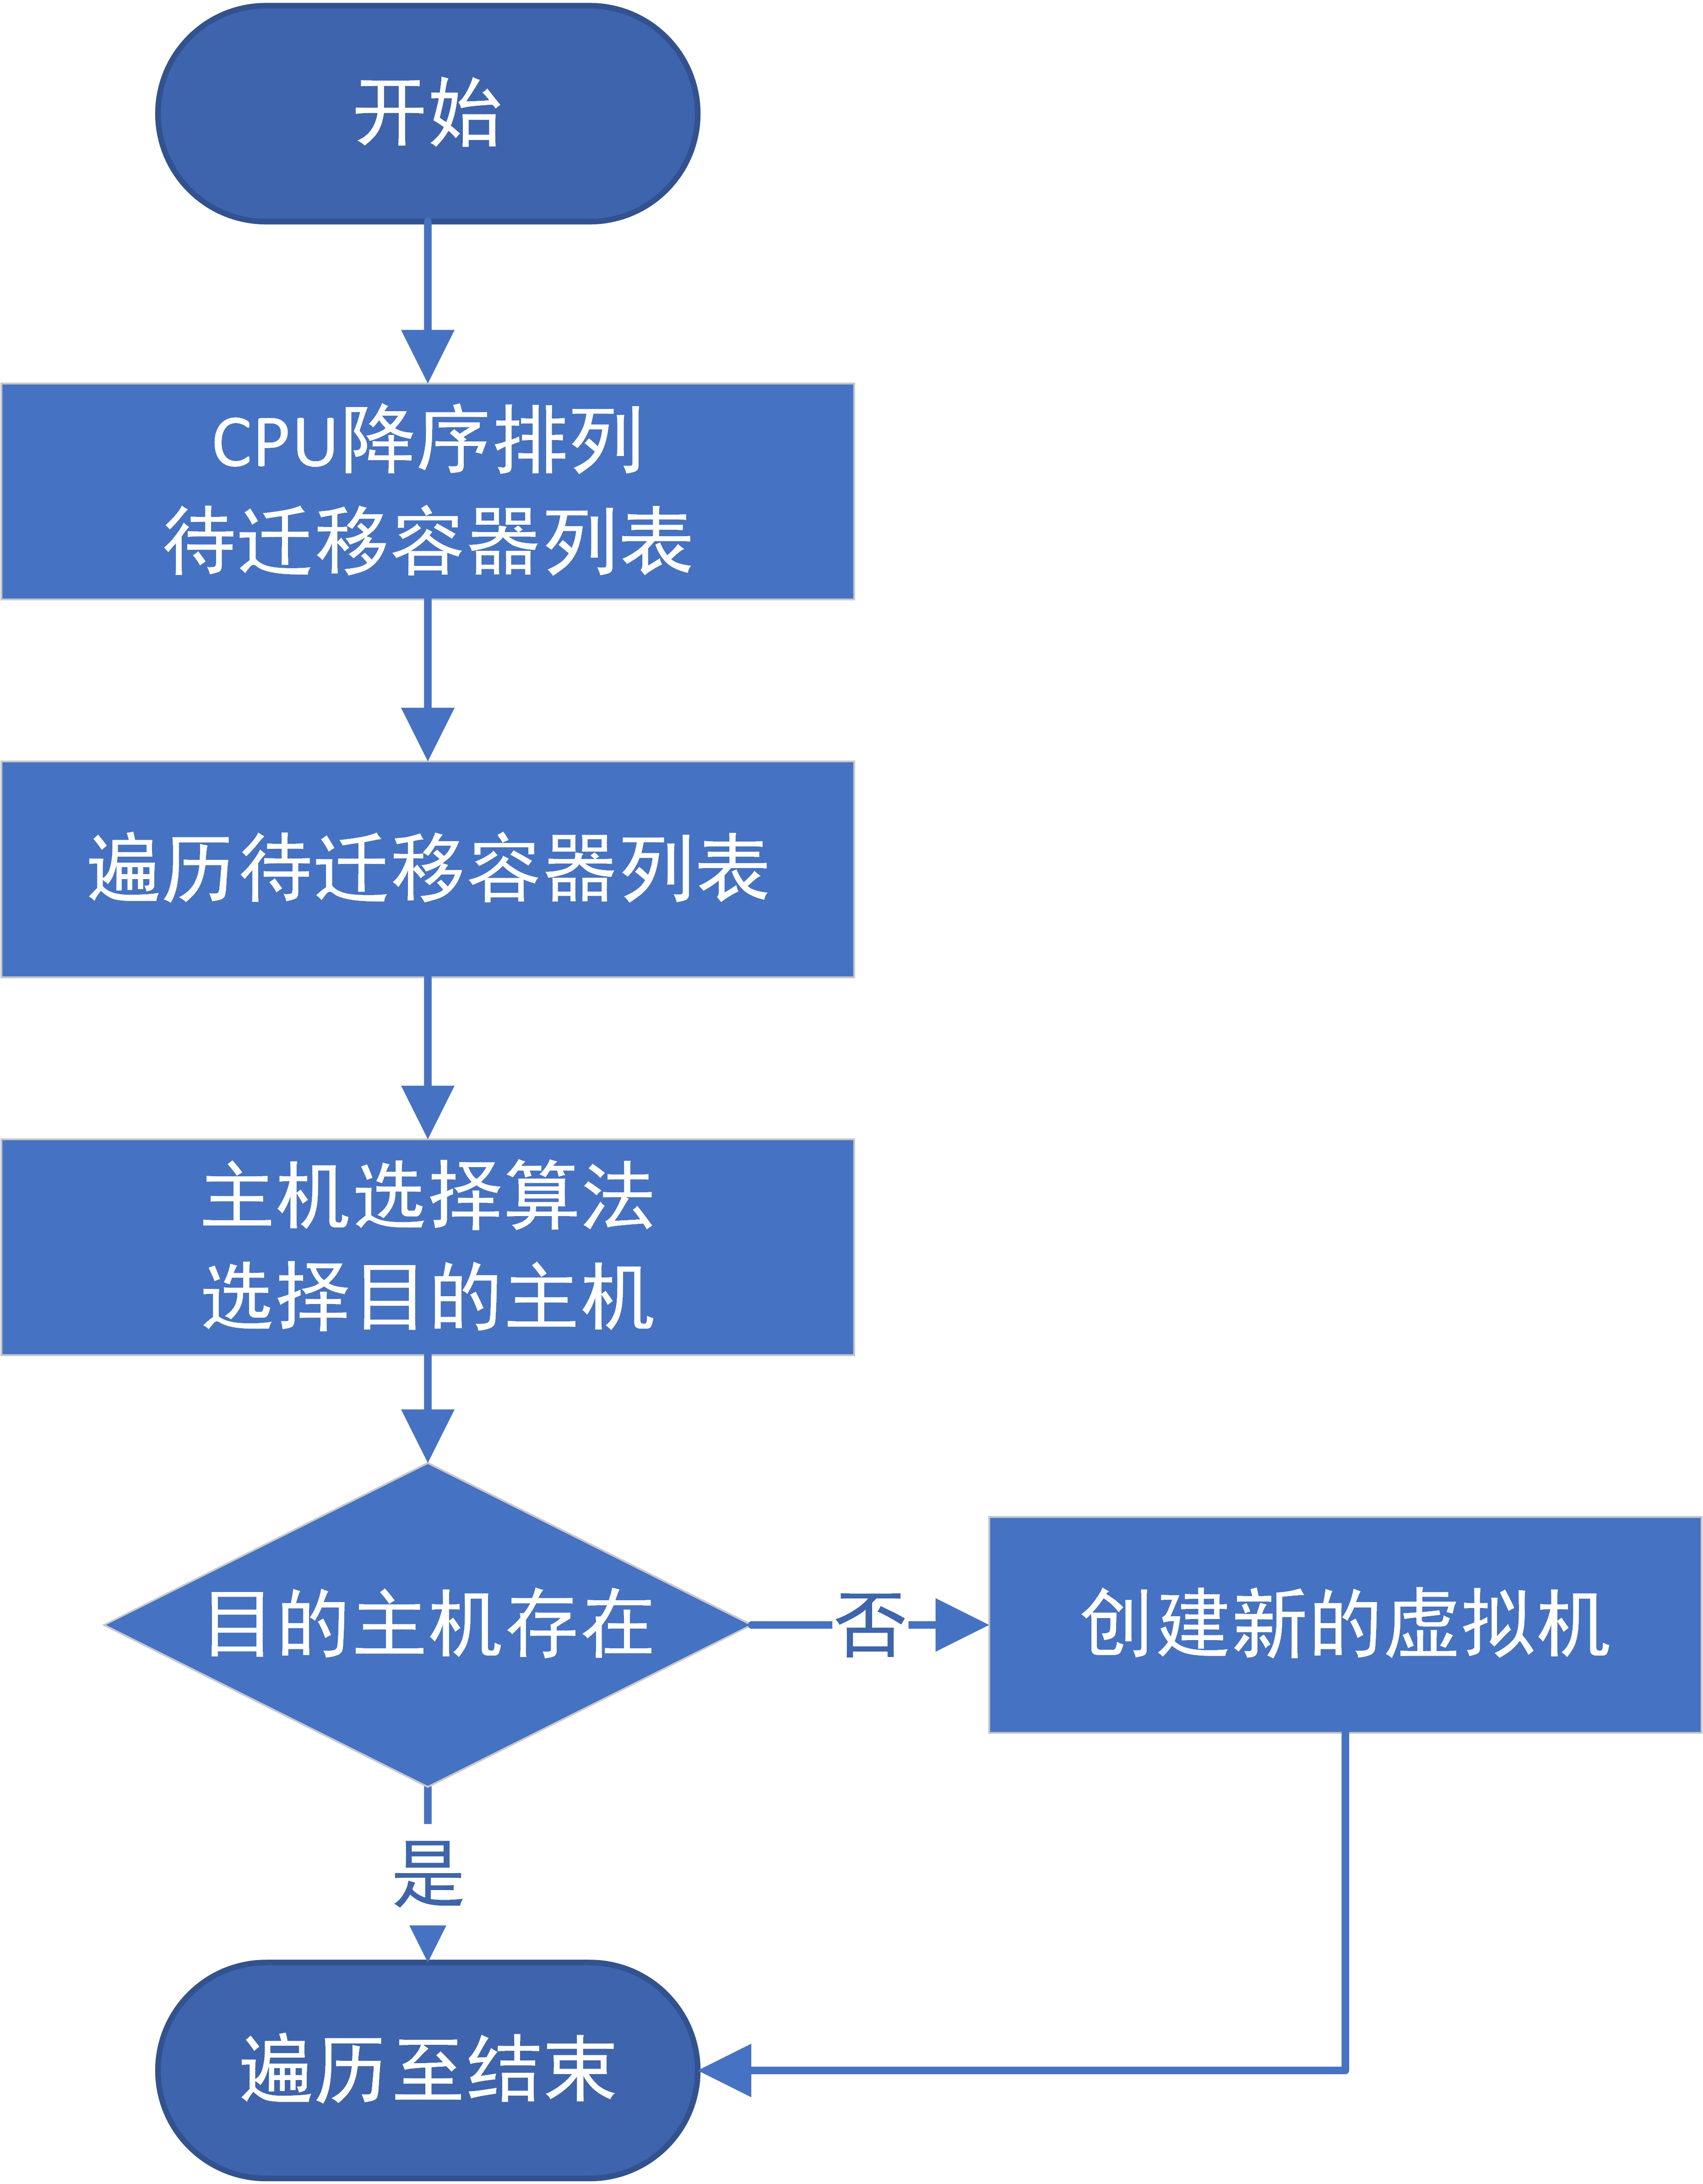 开始
CPU降序排列
待迁移容器列表
遍历待迁移容器列表
主机选择算法
选择目的主机
目的主机存在
否
创建新的虚拟机
是
遍历至结束